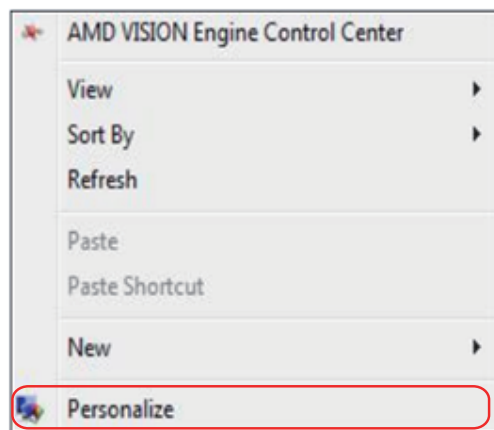 AMD VISION Engine Control Center
View
Sort By
Refresh
Paste
Paste Shortcut
New
Personalize